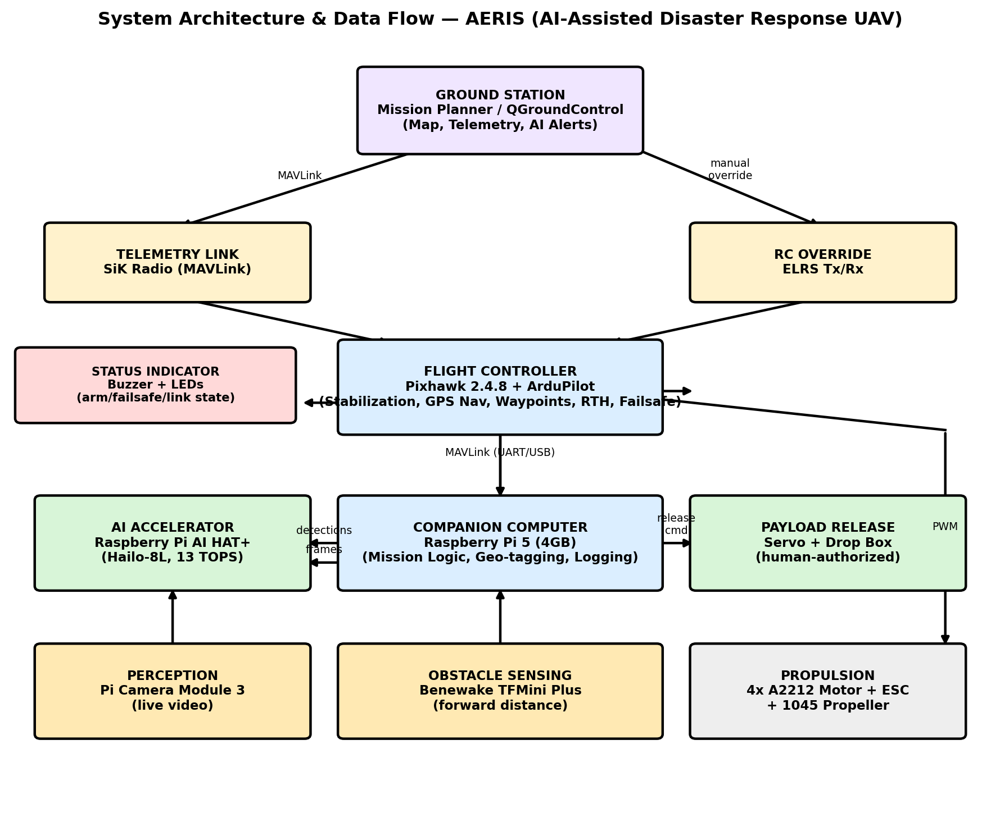 System Architecture & Data Flow — AERIS (AI-Assisted Disaster Response UAV)
GROUND STATION
Mission Planner / QGroundControl
(Map, Telemetry, AI Alerts)
MAVLink
manual
override
TELEMETRY LINK
SiK Radio (MAVLink)
RC OVERRIDE
ELRS Tx/Rx
STATUS INDICATOR
Buzzer + LEDs
(arm/failsafe/link state)
FLIGHT CONTROLLER
Pixhawk 2.4.8 + ArduPilot
(Stabilization, GPS Nav, Waypoints, RTH, Failsafe)
MAVLink (UART/USB)
AI ACCELERATOR
Raspberry Pi AI HAT+
(Hailo-8L, 13 TOPS)
detections
frames
COMPANION COMPUTER
Raspberry Pi 5 (4GB)
(Mission Logic, Geo-tagging, Logging)
release
cmd
PAYLOAD RELEASE
Servo + Drop Box
(human-authorized)
PWM
PERCEPTION
Pi Camera Module 3
(live video)
OBSTACLE SENSING
Benewake TFMini Plus
(forward distance)
PROPULSION
4x A2212 Motor + ESC
+ 1045 Propeller